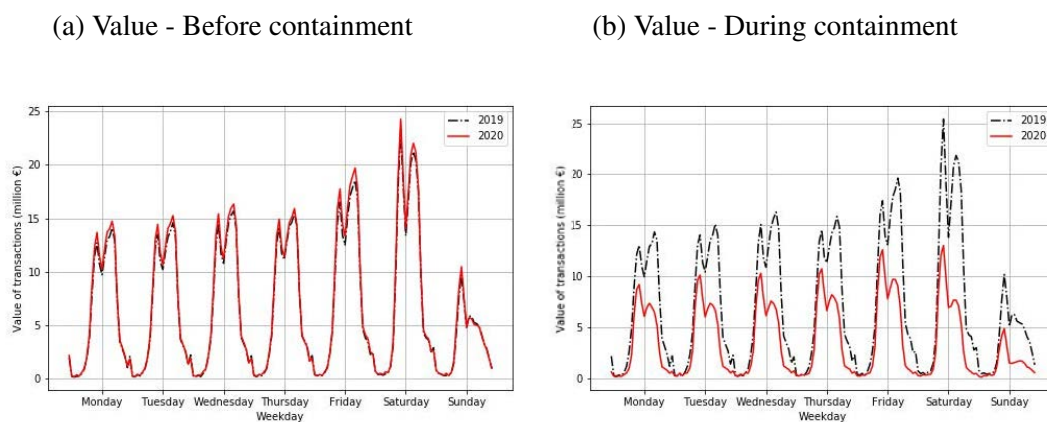 (a) Value - Before containment
(b) Value - During containment
25
20
15
10
5
0
Value of transactions (million €)
2019
2020
Monday Tuesday Wednesday Thursday Friday Saturday Sunday
Weekday
25
20
15
10
5
0
Value of transactions (million €)
2019
2020
Monday Tuesday Wednesday Thursday Friday Saturday Sunday
Weekday